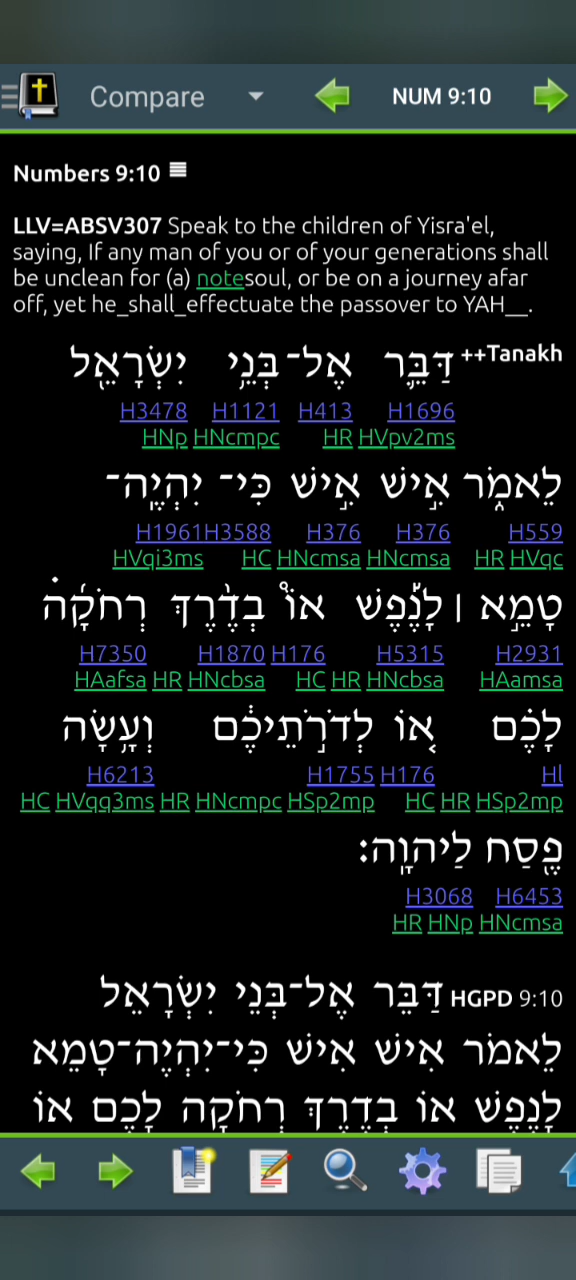 Compare
NUM 9:10
Numbers 9:10
LLV=ABSV307 Speak to the children of Yisra'el,
saying, If any man of you or of your generations shall
be unclean for (a) notesoul, or be on a journey afar
off, yet he_shall_effectuate the passover to YAH__.
++Tanakh דַּבֵּ֛ר אֶל־ בְּנֵ֥י יִשְׂרָאֵ֖ל
H3478 H1121 H413 H1696
HNp HNcmpc HR HVpv2ms
לֵאמֹ֑ר אִ֣ישׁ אִ֣ישׁ כִּי־ יִהְיֶֽה־
H1961H3588 H376 H376 H559
HVqi3ms HC HNcmsa HNcmsa HR HVqc
טָמֵ֣א ׀ לָנֶ֡פֶשׁ אוֹ֩ בְדֶ֨רֶךְ רְחֹקָ֜הׄ
H7350 H1870 H176 H5315 H2931
HAafsa HR HNcbsa HC HR HNcbsa HAamsa
לָכֶ֗ם א֚וֹ לְדֹרֹ֣תֵיכֶ֔ם וְעָ֥שָׂה
H6213 H1755 H176 Hl
HC HVqq3ms HR HNcmpc HSp2mp HC HR HSp2mp
פֶ֖סַח לַיהוָֽה׃
H3068 H6453
HR HNp HNcmsa
HGPD 9:10 דַּבֵּר אֶל־בְּנֵי יִשְׂרָאֵל
לֵאמֹר אִישׁ אִישׁ כִּי־יִהְיֶה־טָמֵא
לָנֶפֶשׁ אוֹ בְדֶרֶךְ רְחֹקָה לָכֶם אוֹ